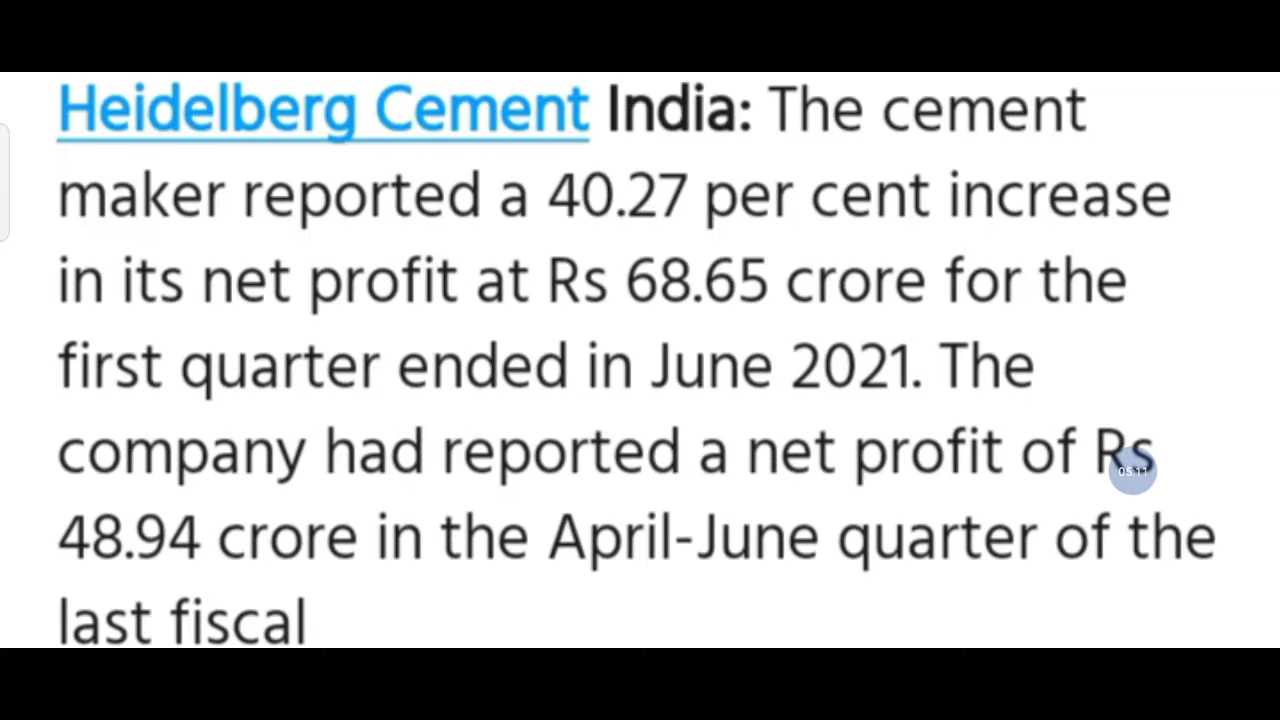 Heidelberg Cement India: The cement
maker reported a 40.27 per cent increase
in its net profit at Rs 68.65 crore for the
first quarter ended in June 2021. The
company had reported a net profit of Rs
05:11
48.94 crore in the April-June quarter of the
last fiscal